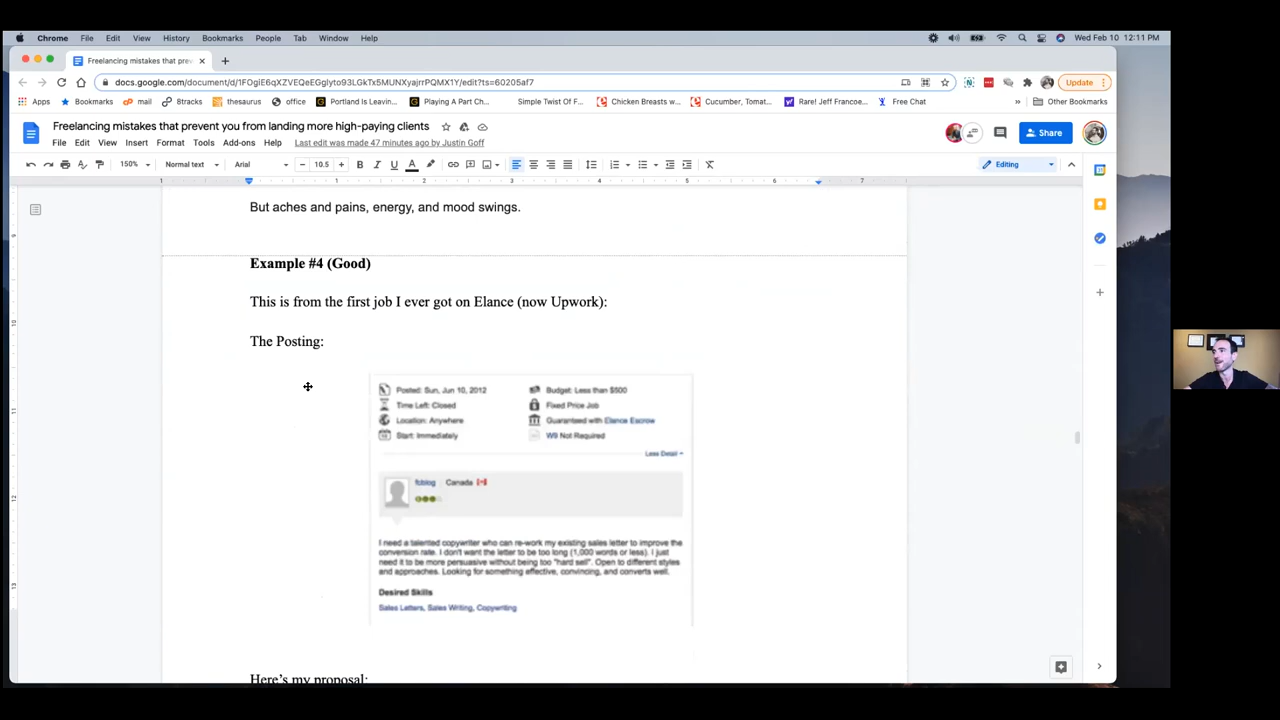 Chrome File Edit View History Bookmarks People Tab Window Help Wed Feb 10 12:11 PM
Freelancing mistakes that prev
docs.google.com/document/d/1FOgiE6qXZVEQeEGglyto93LGkTx5MUNXyajrrPQMX1Y/edit?ts=60205af7 Update
Apps Bookmarks mail Btracks thesaurus office Portland Is Leavin... Playing A Part Ch... Simple Twist Of F... Chicken Breasts w... Cucumber, Tomat... Rare! Jeff Francoe... Free Chat » Other Bookmarks
Freelancing mistakes that prevent you from landing more high-paying clients
File Edit View Insert Format Tools Add-ons Help Last edit was made 47 minutes ago by Justin Goff Share
150% Normal text Arial 10.5 B I U A Editing
1 1 2 3 4 5 6 7
But aches and pains, energy, and mood swings.
Example #4 (Good)
This is from the first job I ever got on Elance (now Upwork):
The Posting:
Posted: Sun, Jun 10, 2012 Budget: Less than $500
Time Left: Closed Fixed Price Job
Location: Anywhere Guaranteed with Elance Escrow
Start: Immediately W9 Not Required
Less Detail
fcblog Canada
I need a talented copywriter who can re-work my existing sales letter to improve the
conversion rate. I don't want the letter to be too long (1,000 words or less). I just
need it to be more persuasive without being too "hard sell". Open to different styles
and approaches. Looking for something effective, convincing, and converts well.
Desired Skills
Sales Letters, Sales Writing, Copywriting
Here's my proposal: